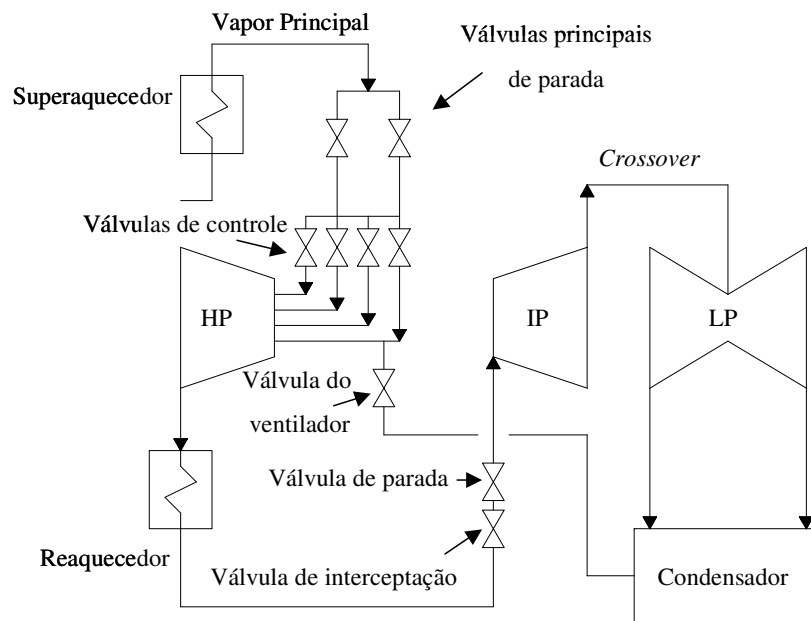 Vapor Principal
Válvulas principais
de parada
Superaquecedor
Crossover
Válvulas de controle
HP
IP
LP
Válvula do
ventilador
Válvula de parada
Reaquecedor
Válvula de interceptação
Condensador